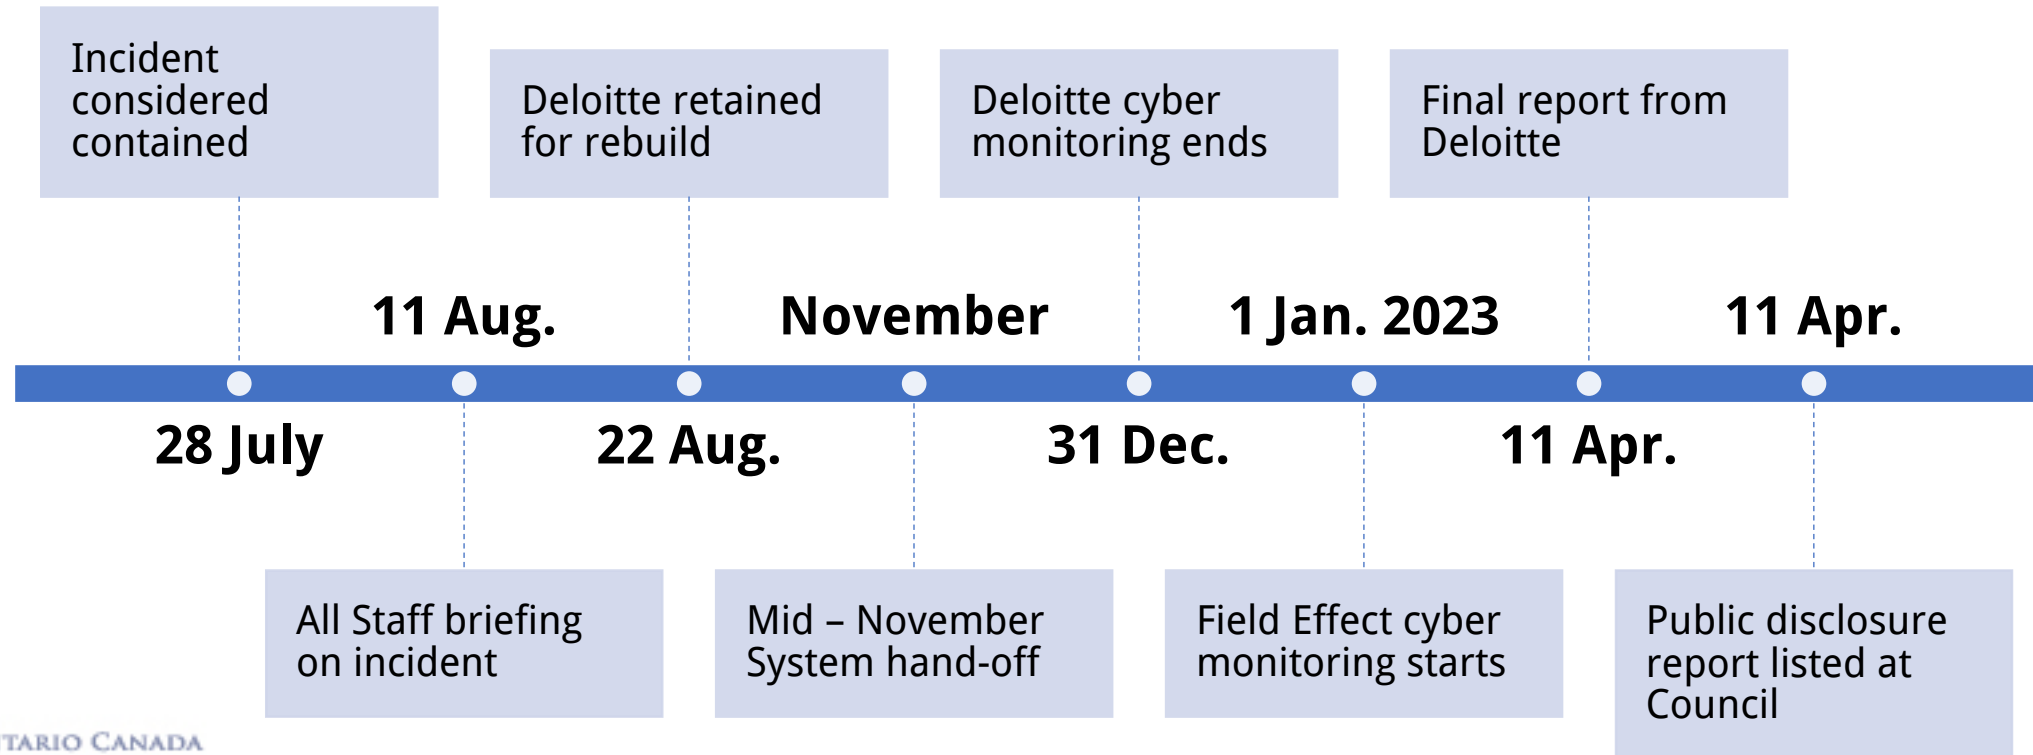 Incident
considered
contained
Deloitte retained
for rebuild
Deloitte cyber
monitoring ends
Final report from
Deloitte
11 Aug.
November
1 Jan. 2023
11 Apr.
28 July
22 Aug.
31 Dec.
11 Apr.
All Staff briefing
on incident
Mid – November
System hand-off
Field Effect cyber
monitoring starts
Public disclosure
report listed at
Council
TARIO CANADA